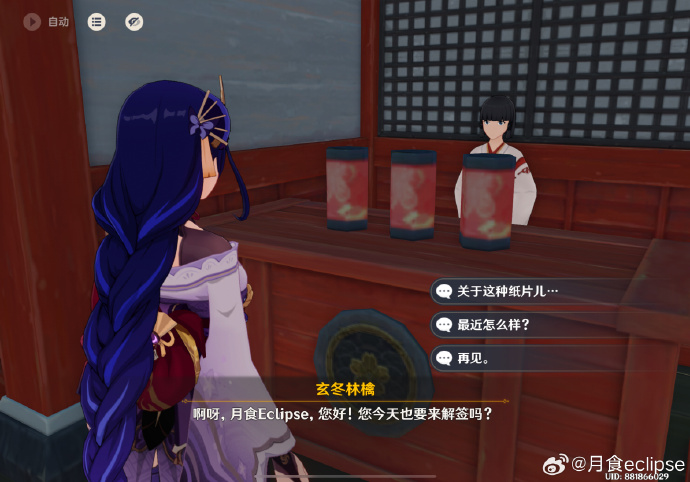 自动
关于这种纸片儿…
最近怎么样？
再见。
玄冬林檎
啊呀，月食Eclipse，您好！您今天也要来解签吗？
@月食eclipse
UID: 881866029